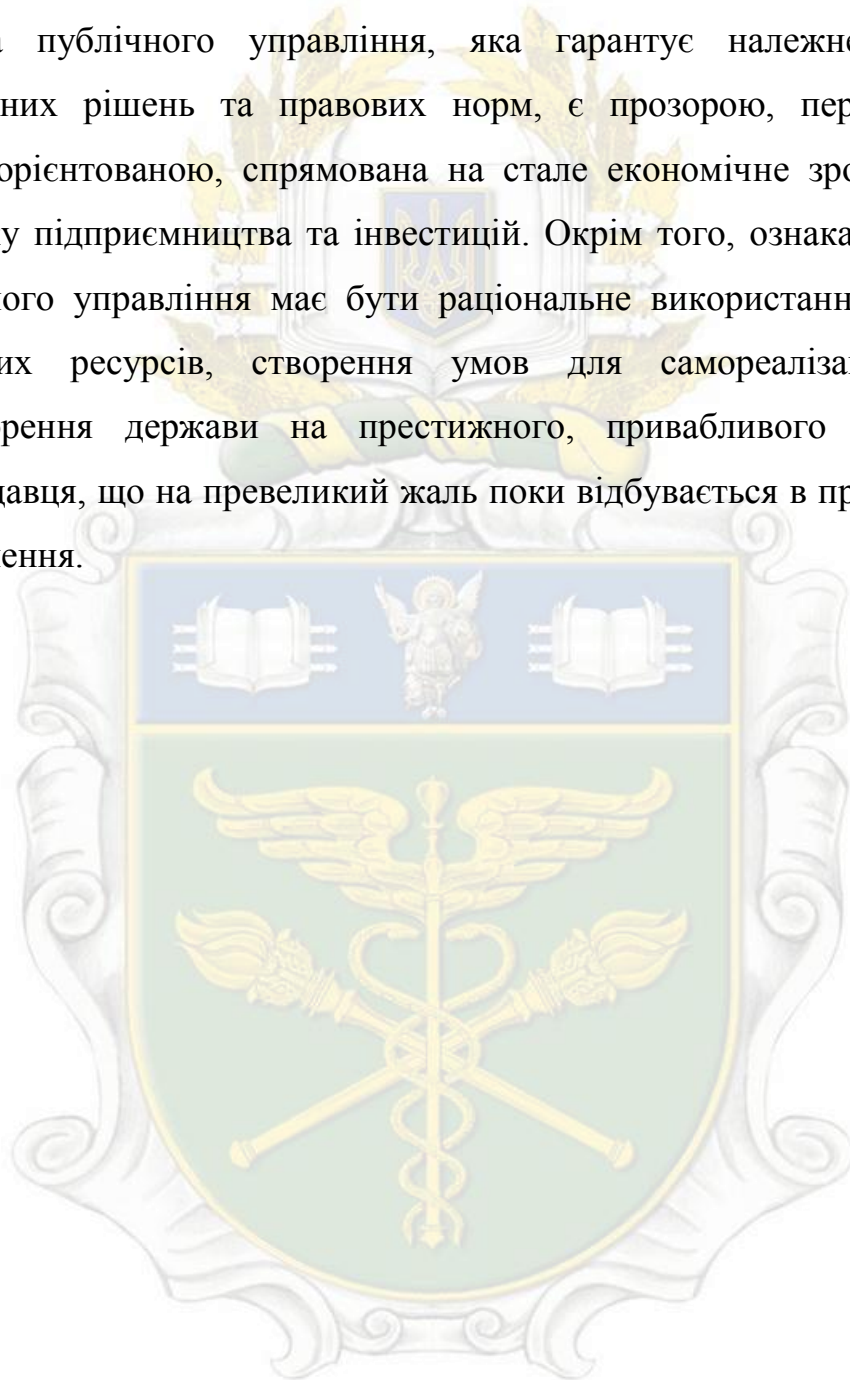 а публічного управління, яка гарантує належне
них рішень та правових норм, є прозорою, пер
орієнтованою, спрямована на стале економічне зро
у підприємництва та інвестицій. Окрім того, ознака
ого управління має бути раціональне використанн
их ресурсів, створення умов для самореаліза
орення держави на престижного, привабливого
давця, що на превеликий жаль поки відбувається в пр
ення.